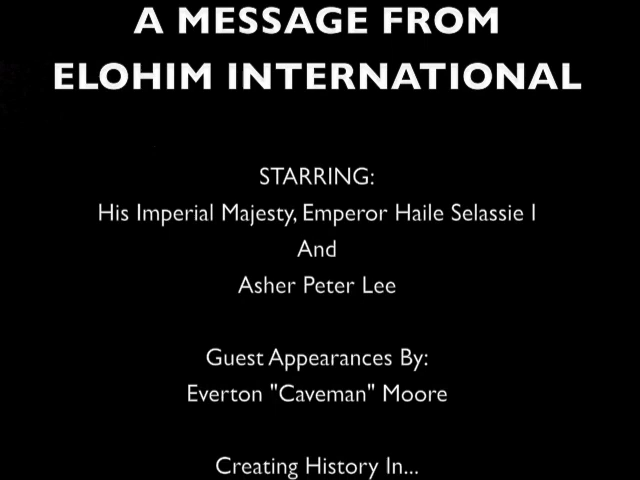 A MESSAGE FROM
ELOHIM INTERNATIONAL
STARRING:
His Imperial Majesty, Emperor Haile Selassie I
And
Asher Peter Lee
Guest Appearances By:
Everton "Caveman" Moore
Creating History In...